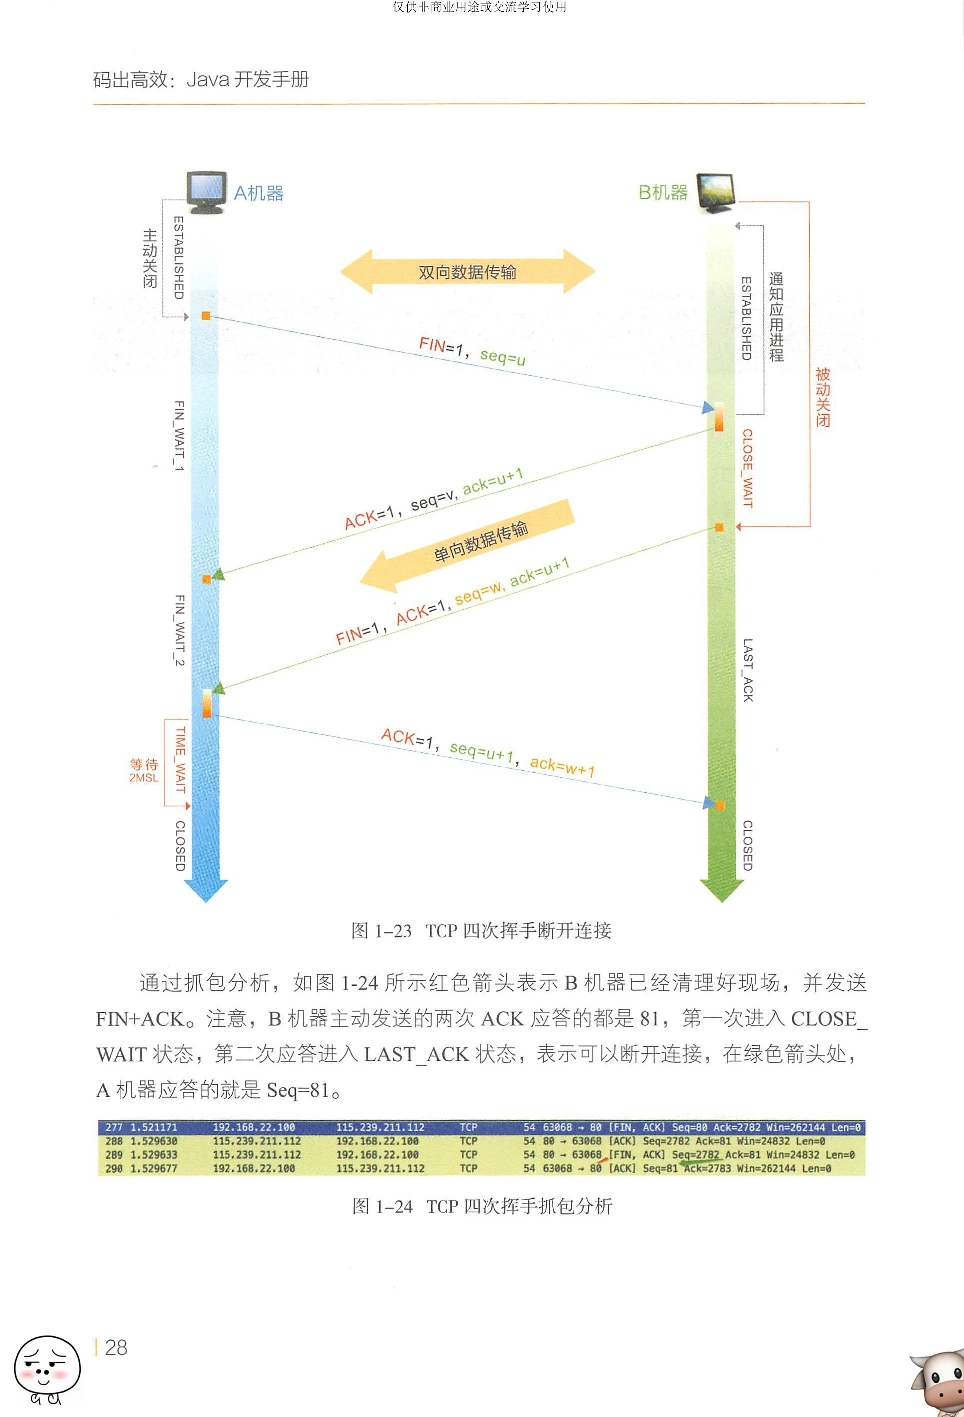 仅供非商业用途或交流学习使用
码出高效：Java 开发手册
A机器
B机器
主动关闭
ESTABLISHED
双向数据传输
ESTABLISHED
通知应用进程
被动关闭
FIN=1，seq=u
FIN_WAIT_1
CLOSE_WAIT
ACK=1，seq=v, ack=u+1
单向数据传输
FIN=1，ACK=1, seq=w, ack=u+1
FIN_WAIT_2
LAST_ACK
ACK=1，seq=u+1，ack=w+1
等待
2MSL
TIME_WAIT
CLOSED
CLOSED
图 1-23 TCP 四次挥手断开连接
通过抓包分析，如图 1-24 所示红色箭头表示 B 机器已经清理好现场，并发送
FIN+ACK。注意，B 机器主动发送的两次 ACK 应答的都是 81，第一次进入 CLOSE_
WAIT 状态，第二次应答进入 LAST_ACK 状态，表示可以断开连接，在绿色箭头处，
A 机器应答的就是 Seq=81。
277 1.521171 192.168.22.100 115.239.211.112 TCP 54 63068 → 80 [FIN, ACK] Seq=80 Ack=2782 Win=262144 Len=0
288 1.529630 115.239.211.112 192.168.22.100 TCP 54 80 → 63068 [ACK] Seq=2782 Ack=81 Win=24832 Len=0
289 1.529633 115.239.211.112 192.168.22.100 TCP 54 80 → 63068 [FIN, ACK] Seq=2782 Ack=81 Win=24832 Len=0
290 1.529677 192.168.22.100 115.239.211.112 TCP 54 63068 → 80 [ACK] Seq=81 Ack=2783 Win=262144 Len=0
图 1-24 TCP 四次挥手抓包分析
28